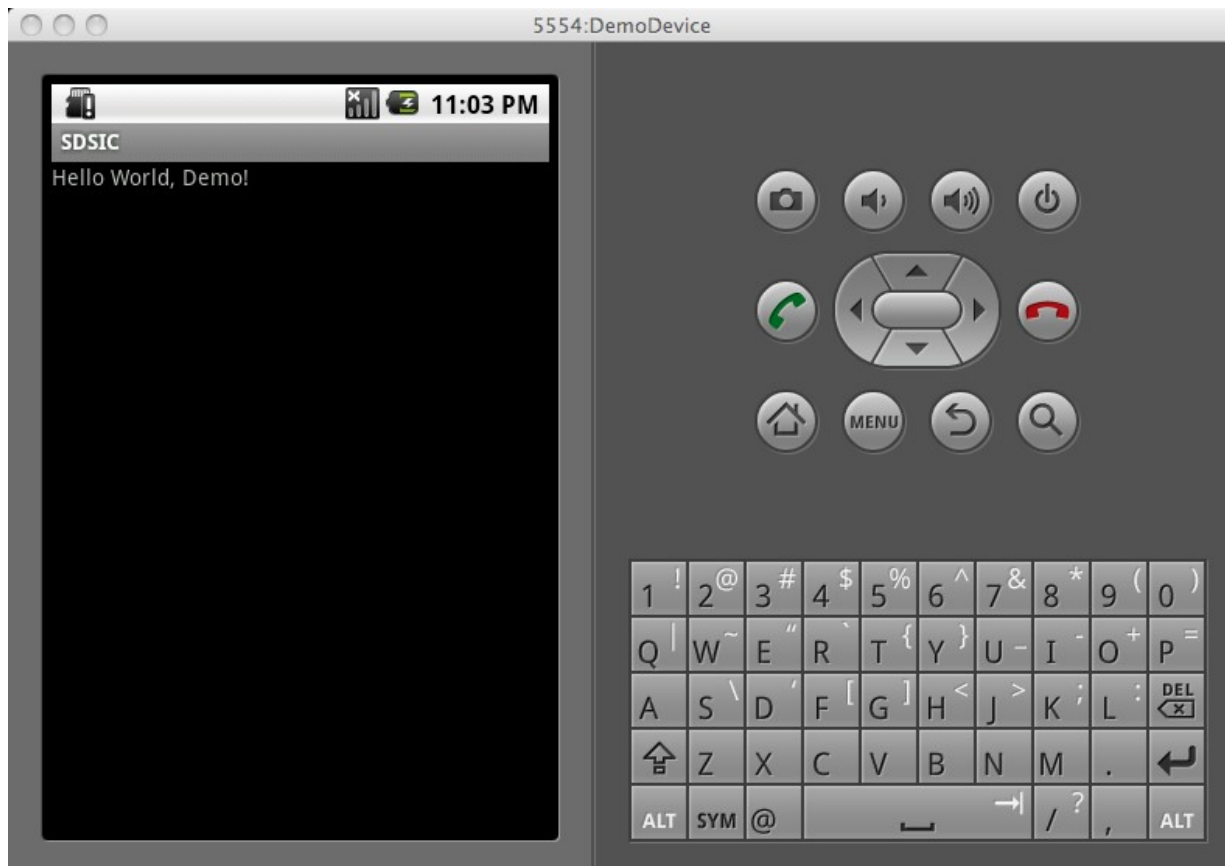 5554:DemoDevice
11:03 PM
SDSIC
Hello World, Demo!
MENU
1 ! 2 @ 3 # 4 $ 5 % 6 ^ 7 & 8 * 9 ( 0 )
Q | W ~ E " R ` T { Y } U _ I - O + P =
A S \ D ' F [ G ] H < J > K ; L : DEL
Z X C V B N M .
ALT SYM @ / ? , ALT